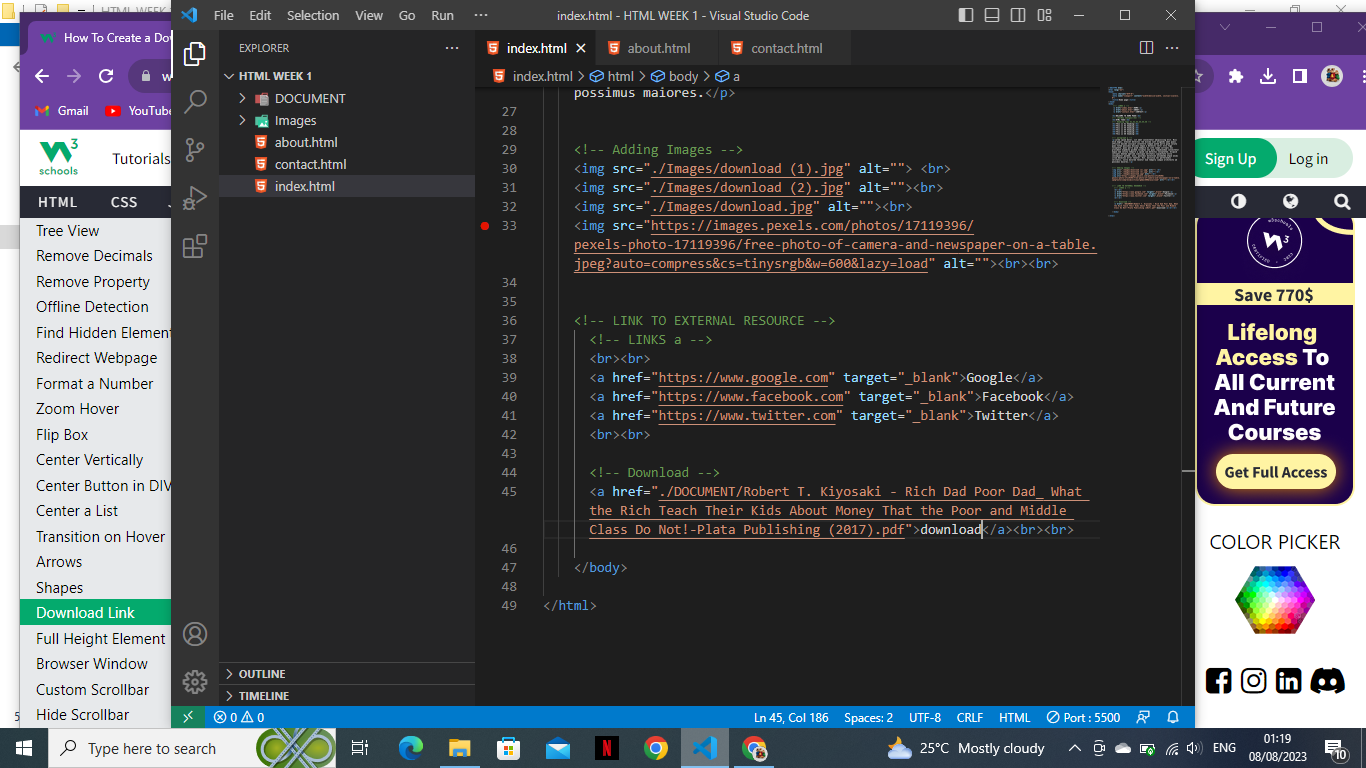 HTML WEEK
File Edit Selection View Go Run ···
index.html - HTML WEEK 1 - Visual Studio Code
How To Create a Do
Gmail
YouTube
3
schools
Tutorials
HTML
CSS
Tree View
Remove Decimals
Remove Property
Offline Detection
Find Hidden Element
Redirect Webpage
Format a Number
Zoom Hover
Flip Box
Center Vertically
Center Button in DIV
Center a List
Transition on Hover
Arrows
Shapes
Download Link
Full Height Element
Browser Window
Custom Scrollbar
Hide Scrollbar
EXPLORER
HTML WEEK 1
DOCUMENT
Images
about.html
contact.html
index.html
OUTLINE
TIMELINE
index.html
about.html
contact.html
index.html > html > body > a
possimus maiores.</p>
27
28
29 <!-- Adding Images -->
30 <img src="./Images/download (1).jpg" alt=""> <br>
31 <img src="./Images/download (2).jpg" alt=""><br>
32 <img src="./Images/download.jpg" alt=""><br>
33 <img src="https://images.pexels.com/photos/17119396/
pexels-photo-17119396/free-photo-of-camera-and-newspaper-on-a-table.
jpeg?auto=compress&cs=tinysrgb&w=600&lazy=load" alt=""><br><br>
34
35
36 <!-- LINK TO EXTERNAL RESOURCE -->
37 <!-- LINKS a -->
38 <br><br>
39 <a href="https://www.google.com" target="_blank">Google</a>
40 <a href="https://www.facebook.com" target="_blank">Facebook</a>
41 <a href="https://www.twitter.com" target="_blank">Twitter</a>
42 <br><br>
43
44 <!-- Download -->
45 <a href="./DOCUMENT/Robert T. Kiyosaki - Rich Dad Poor Dad_ What
the Rich Teach Their Kids About Money That the Poor and Middle
Class Do Not!-Plata Publishing (2017).pdf">download</a><br><br>
46
47 </body>
48
49 </html>
Sign Up
Log in
Save 770$
Lifelong
Access To
All Current
And Future
Courses
Get Full Access
COLOR PICKER
0 0
Ln 45, Col 186
Spaces: 2
UTF-8
CRLF
HTML
Port : 5500
Type here to search
25°C Mostly cloudy
ENG
01:19
08/08/2023
10